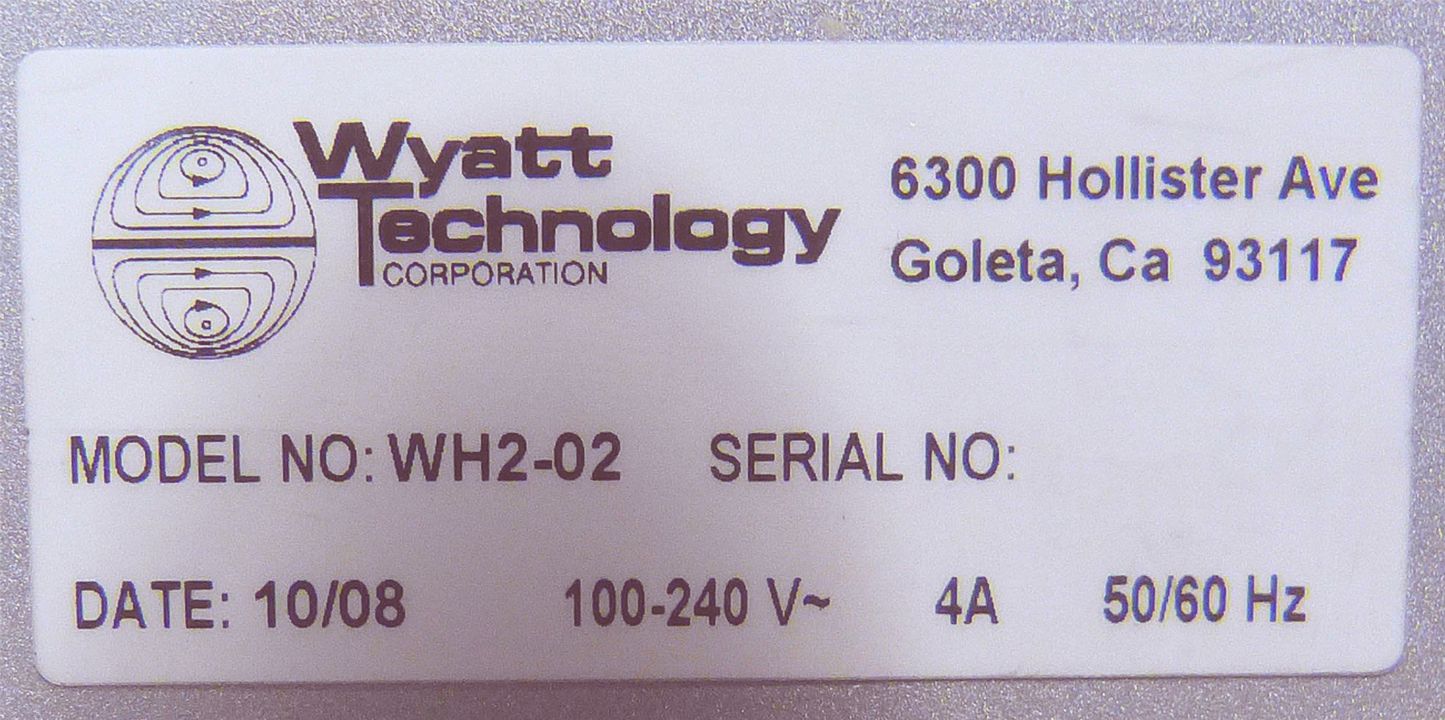 Wyatt
Technology
CORPORATION
6300 Hollister Ave
Goleta, Ca 93117
MODEL NO: WH2-02 SERIAL NO:
DATE: 10/08 100-240 V~ 4A 50/60 Hz